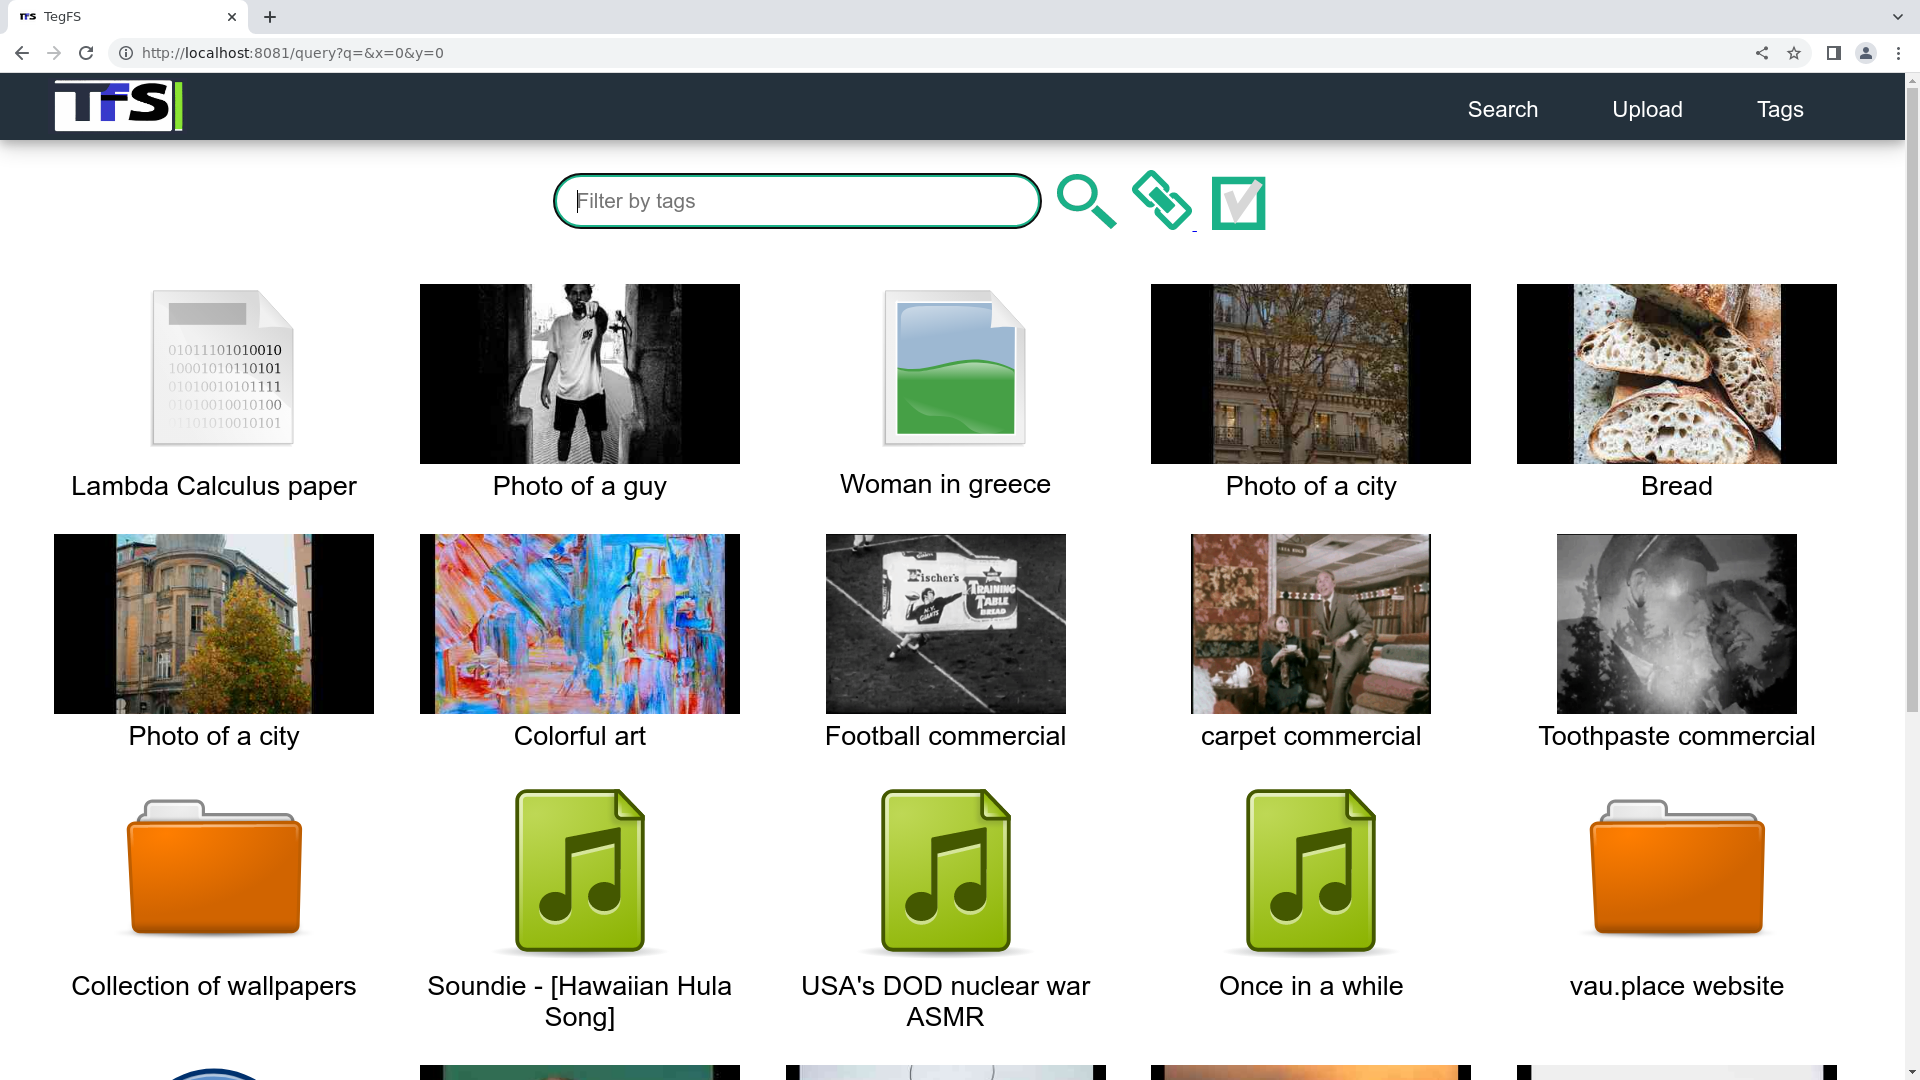 TFS TegFS
http://localhost:8081/query?q=&x=0&y=0
TFS
Search Upload Tags
Filter by tags
01011101010010
10001010110101
01010010101111
01010010010100
01101010010101
Lambda Calculus paper
Photo of a guy
Woman in greece
Photo of a city
Bread
Fischer's
TRAINING
TABLE
BREAD
N.Y.
GIANTS
Photo of a city
Colorful art
Football commercial
carpet commercial
Toothpaste commercial
Collection of wallpapers
Soundie - [Hawaiian Hula
Song]
USA's DOD nuclear war
ASMR
Once in a while
vau.place website